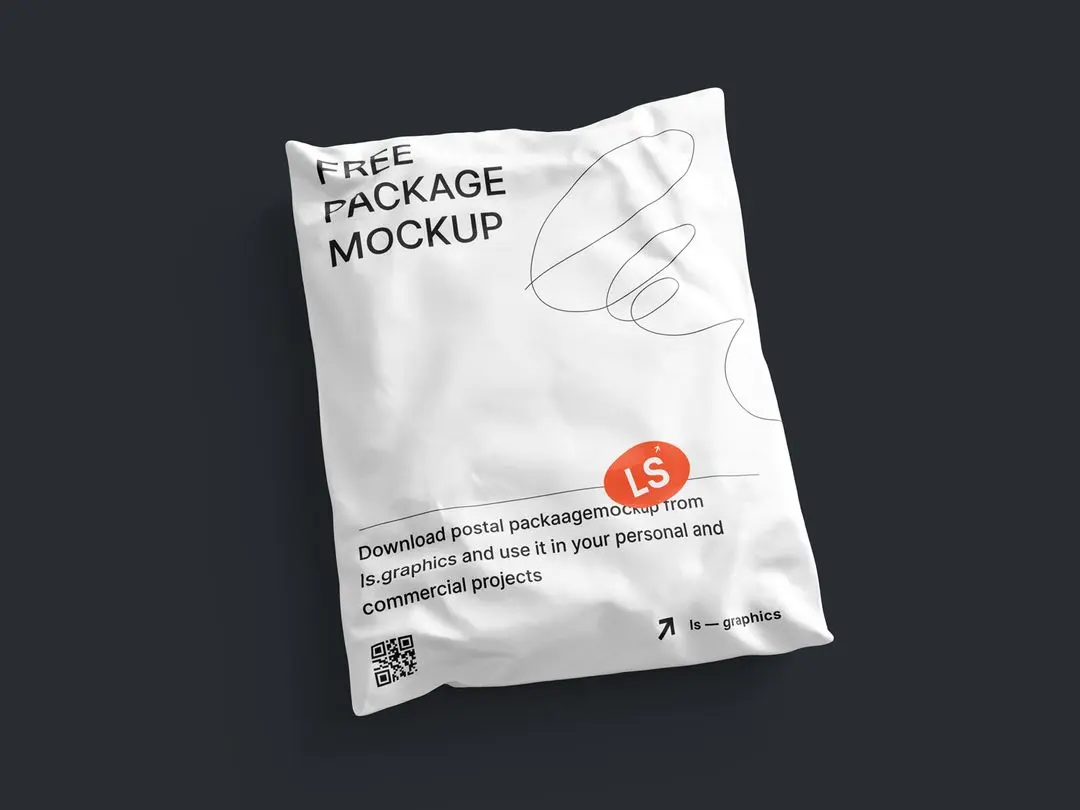 FREE
PACKAGE
MOCKUP
LS
Download postal packaagemockup from
ls.graphics and use it in your personal and
commercial projects
ls — graphics